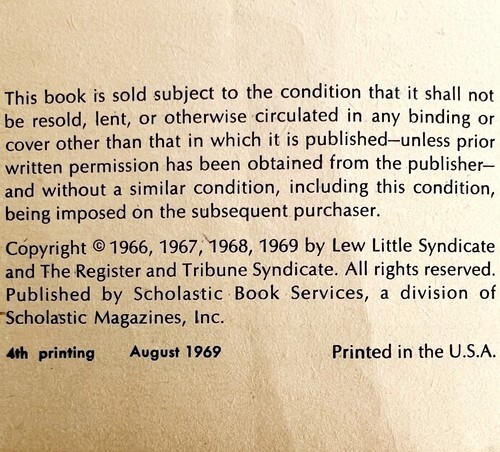 This book is sold subject to the condition that it shall not
be resold, lent, or otherwise circulated in any binding or
cover other than that in which it is published—unless prior
written permission has been obtained from the publisher—
and without a similar condition, including this condition,
being imposed on the subsequent purchaser.
Copyright © 1966, 1967, 1968, 1969 by Lew Little Syndicate
and The Register and Tribune Syndicate. All rights reserved.
Published by Scholastic Book Services, a division of
Scholastic Magazines, Inc.
4th printing August 1969 Printed in the U.S.A.